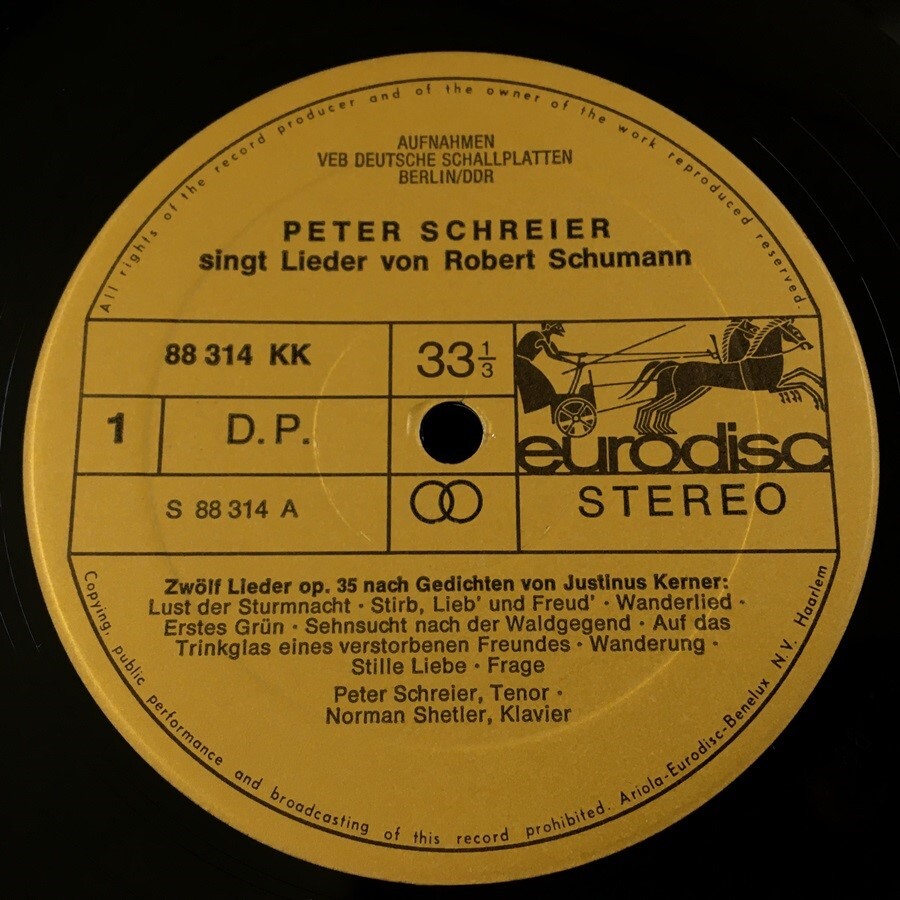 All rights of the record producer and of the owner of the work reproduced reserved.
AUFNAHMEN
VEB DEUTSCHE SCHALLPLATTEN
BERLIN/DDR
PETER SCHREIER
singt Lieder von Robert Schumann
88 314 KK
33 1/3
1
D.P.
eurodisc
S 88 314 A
STEREO
Zwölf Lieder op. 35 nach Gedichten von Justinus Kerner:
Lust der Sturmnacht · Stirb, Lieb' und Freud' · Wanderlied ·
Erstes Grün · Sehnsucht nach der Waldgegend · Auf das
Trinkglas eines verstorbenen Freundes · Wanderung ·
Stille Liebe · Frage
Peter Schreier, Tenor ·
Norman Shetler, Klavier
Copying, public performance and broadcasting of this record prohibited. Ariola-Eurodisc-Benelux N.V. Haarlem